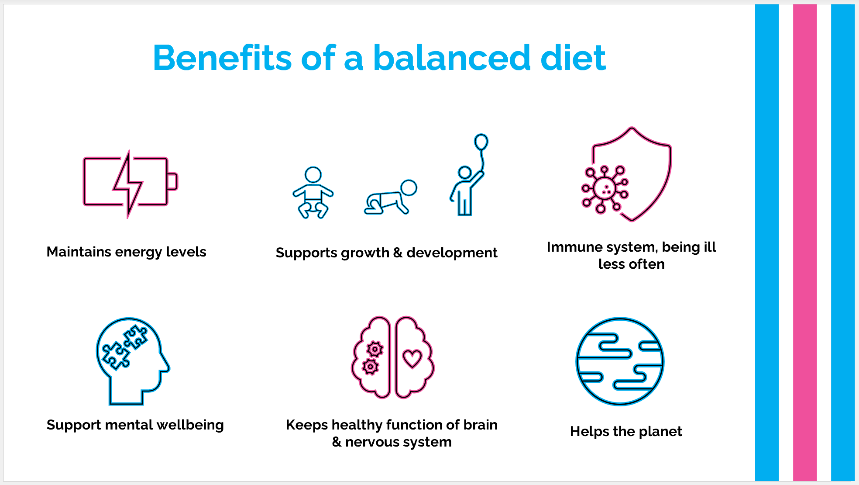 Benefits of a balanced diet
Maintains energy levels
Supports growth & development
Immune system, being ill
less often
Support mental wellbeing
Keeps healthy function of brain
& nervous system
Helps the planet